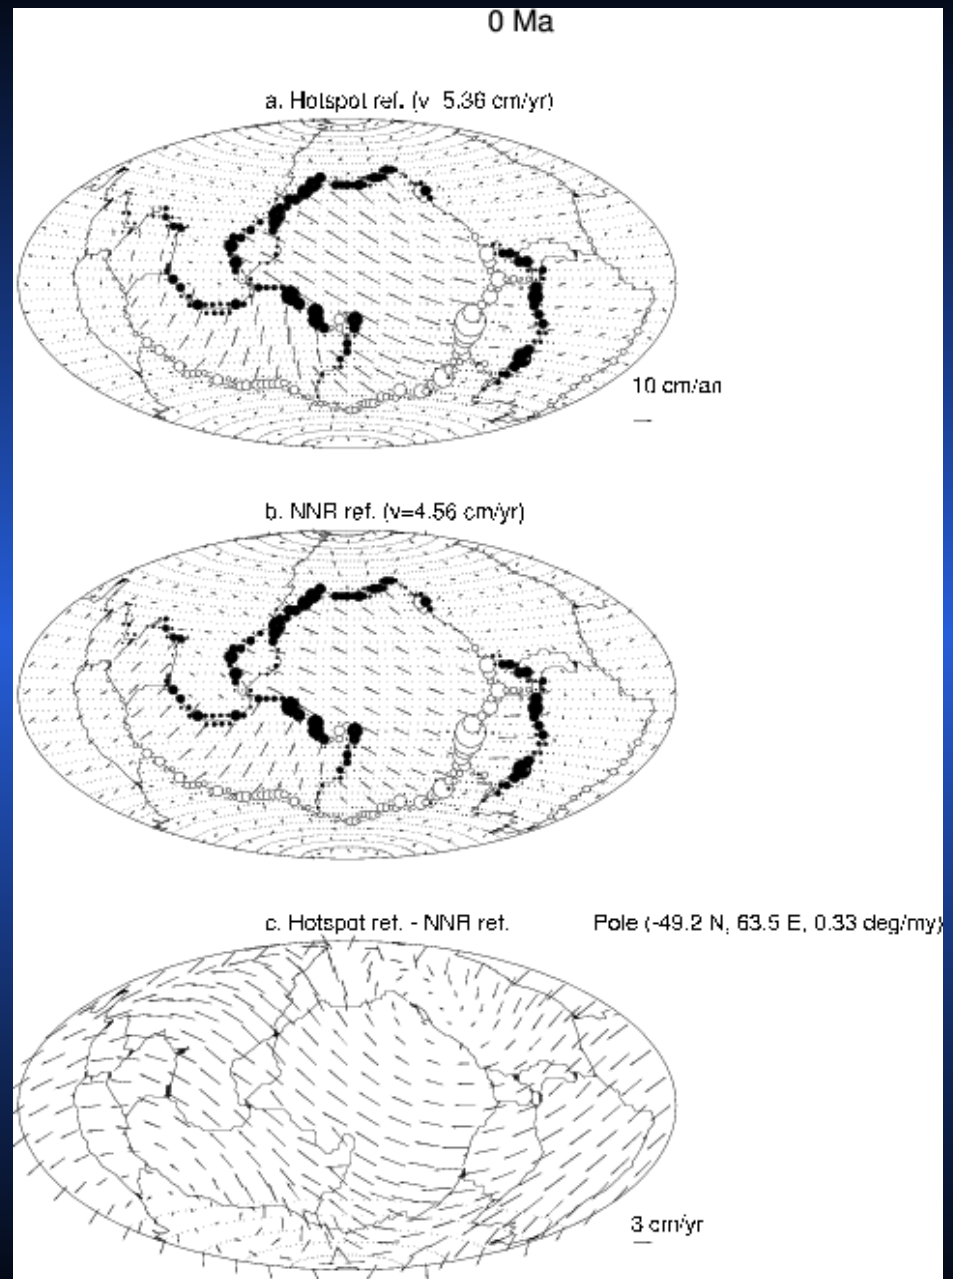 0 Ma
a. Hotspot ref. (v 5.36 cm/yr)
10 cm/an
b. NNR ref. (v=4.56 cm/yr)
c. Hotspot ref. - NNR ref. Pole (-49.2 N, 63.5 E, 0.33 deg/my)
3 cm/yr